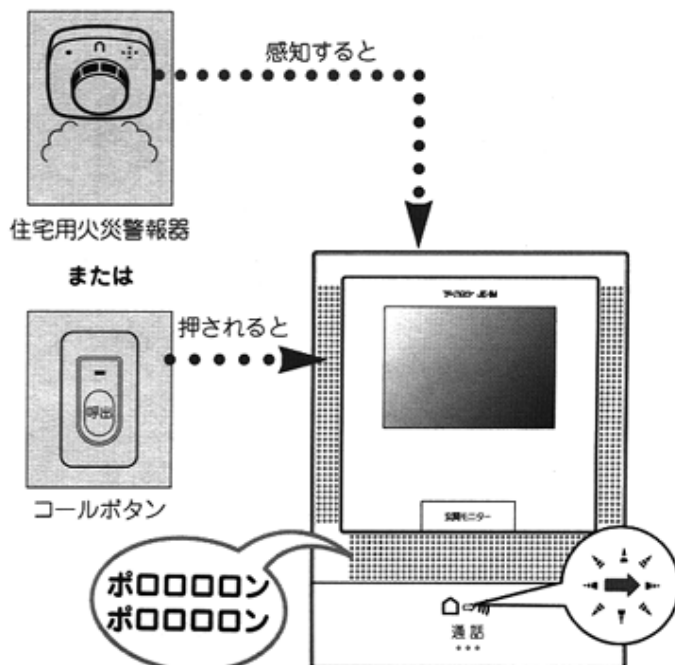 感知すると
住宅用火災警報器
または
押されると
呼出
コールボタン
玄関モニター
ポロロロロン
ポロロロロン
通話